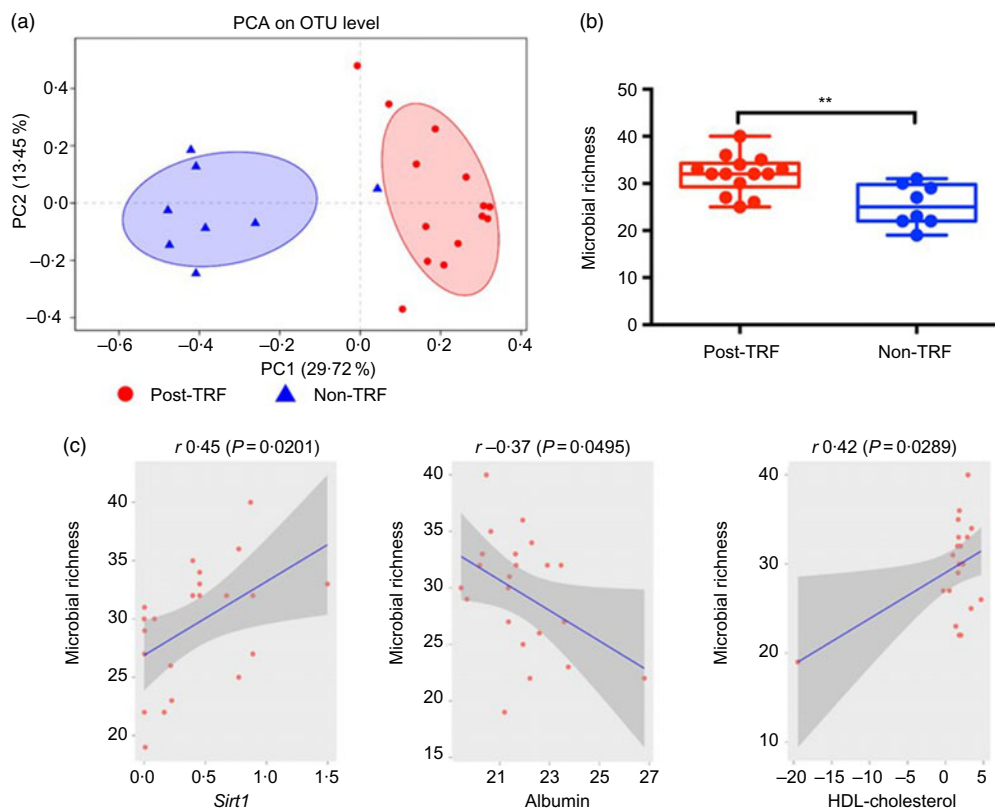 (a)
PCA on OTU level
PC2 (13·45 %)
0·4
0·2
0·0
–0·2
–0·4
–0·6
–0·4
–0·2
0·0
0·2
0·4
PC1 (29·72 %)
Post-TRF
Non-TRF
(b)
Microbial richness
50
40
30
20
10
0
**
Post-TRF
Non-TRF
(c)
r 0·45 (P = 0·0201)
Microbial richness
40
35
30
25
20
0·0
0·5
1·0
1·5
Sirt1
r –0·37 (P = 0·0495)
Microbial richness
40
35
30
25
20
15
21
23
25
27
Albumin
r 0·42 (P = 0·0289)
Microbial richness
40
30
20
10
–20
–15
–10
–5
0
5
HDL-cholesterol